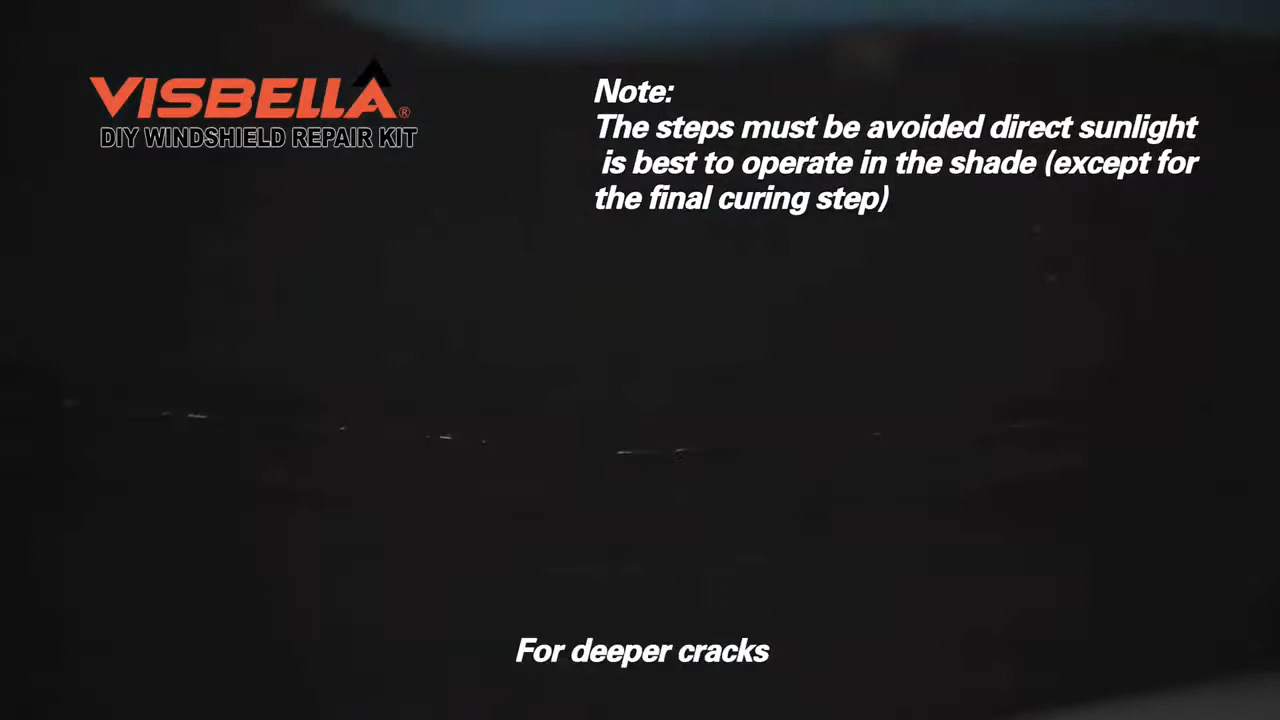 VISBELLA®
DIY WINDSHIELD REPAIR KIT
Note:
The steps must be avoided direct sunlight
is best to operate in the shade (except for
the final curing step)
For deeper cracks